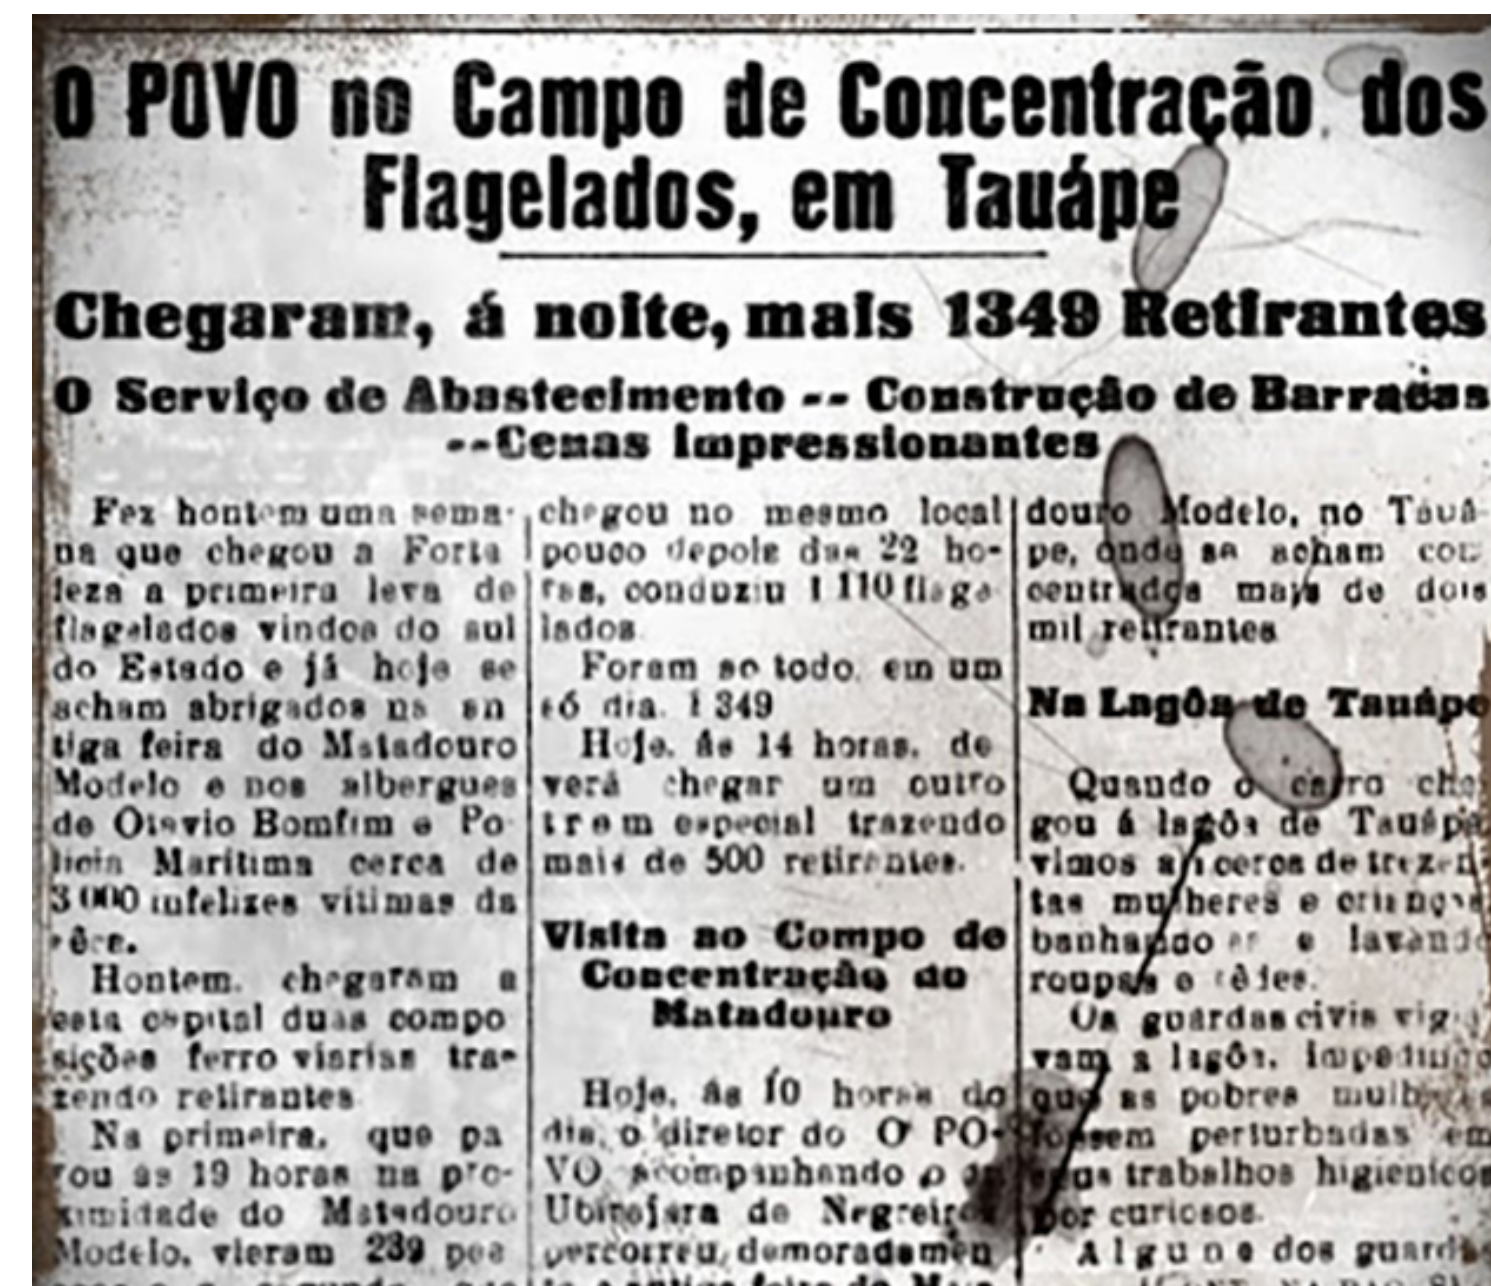 O POVO no Campo de Concentração dos
Flagelados, em Tauápe
Chegaram, á noite, mais 1349 Retirantes
O Serviço de Abastecimento -- Construção de Barracas
--Cenas impressionantes
Fez hontem uma sema-
na que chegou a Forta
leza a primeira leva de
flagelados vindos do sul
do Estado e já hoje se
acham abrigados na an
tiga feira do Matadouro
Modelo e nos albergues
de Otavio Bomfim e Po
licia Marítima cerca de
3 000 infelizes vitimas da
sêca.
Hontem, chegaram a
esta capital duas compo
sições ferro viarias tra-
zendo retirantes
Na primeira, que pa
rou ás 19 horas na pro-
ximidade do Matadouro
Modelo, vieram 239 pes
chegou no mesmo local
pouco depois das 22 ho-
ras, conduziu 1 110 flage
lados
Foram ao todo, em um
só dia, 1 349
Hoje, ás 14 horas, de
verá chegar um outro
trem especial trazendo
mais de 500 retirantes.
Visita ao Compo de
Concentração do
Matadouro
Hoje, ás 10 horas do
dia, o diretor do O PO-
VO acompanhando o
Ubirajara de Negreiros
percorreu, demoradamen
douro Modelo, no Tauá-
pe, onde se acham con
centrados mais de dois
mil retirantes
Na Lagôa de Tauápe
Quando o carro che
gou á lagôa de Tauápe
vimos ali cerca de trezen
tas mulheres e crianças
banhando se e lavando
roupas e rêdes.
Os guardas civis vigia
vam a lagôa, impedindo
que as pobres mulheres
fossem perturbadas em
seus trabalhos higienicos
por curiosos.
Alguns dos guardas